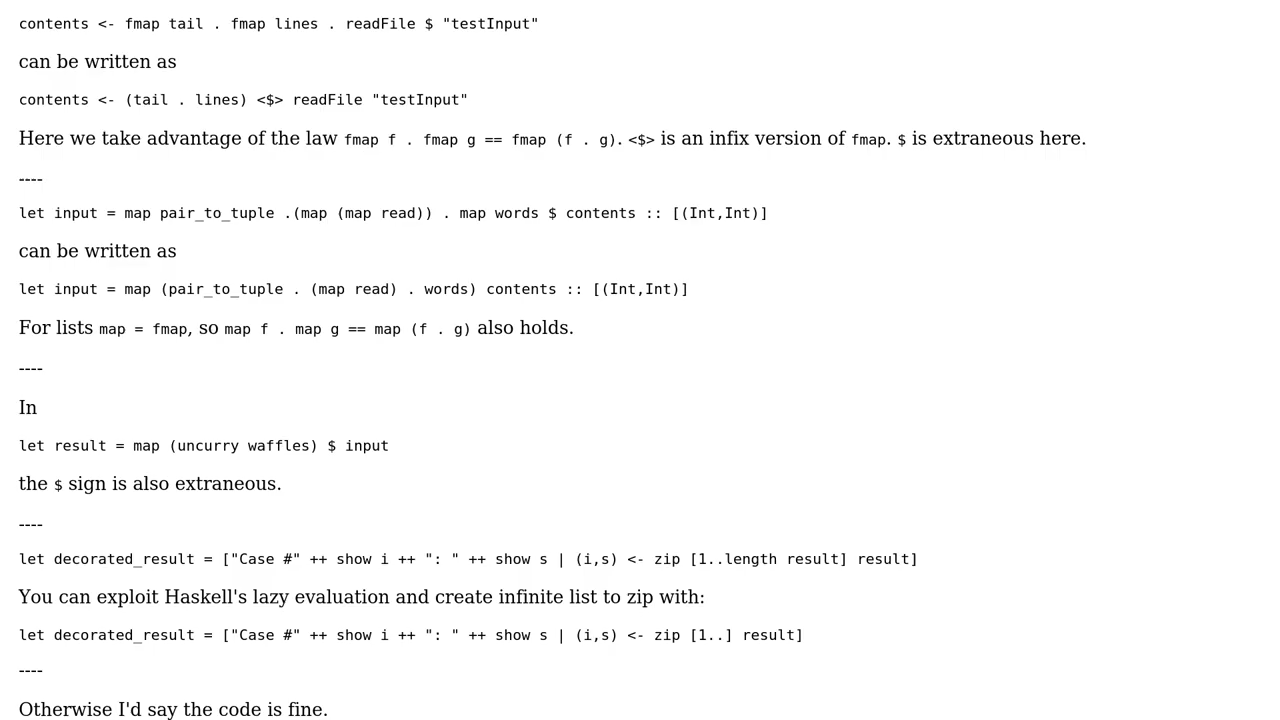 contents <- fmap tail . fmap lines . readFile $ "testInput"
can be written as
contents <- (tail . lines) <$> readFile "testInput"
Here we take advantage of the law fmap f . fmap g == fmap (f . g). <$> is an infix version of fmap. $ is extraneous here.
----
let input = map pair_to_tuple .(map (map read)) . map words $ contents :: [(Int,Int)]
can be written as
let input = map (pair_to_tuple . (map read) . words) contents :: [(Int,Int)]
For lists map = fmap, so map f . map g == map (f . g) also holds.
----
In
let result = map (uncurry waffles) $ input
the $ sign is also extraneous.
----
let decorated_result = ["Case #" ++ show i ++ ": " ++ show s | (i,s) <- zip [1..length result] result]
You can exploit Haskell's lazy evaluation and create infinite list to zip with:
let decorated_result = ["Case #" ++ show i ++ ": " ++ show s | (i,s) <- zip [1..] result]
----
Otherwise I'd say the code is fine.